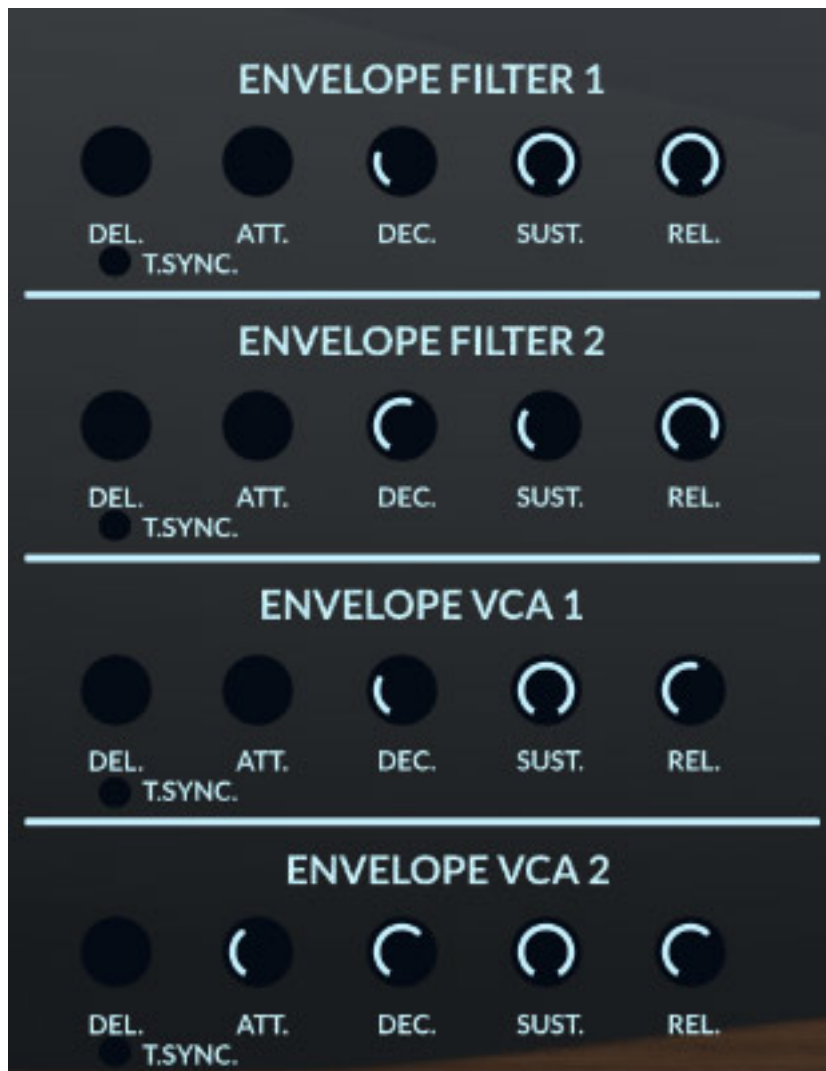 ENVELOPE FILTER 1
DEL. ATT. DEC. SUST. REL.
T.SYNC.
ENVELOPE FILTER 2
DEL. ATT. DEC. SUST. REL.
T.SYNC.
ENVELOPE VCA 1
DEL. ATT. DEC. SUST. REL.
T.SYNC.
ENVELOPE VCA 2
DEL. ATT. DEC. SUST. REL.
T.SYNC.